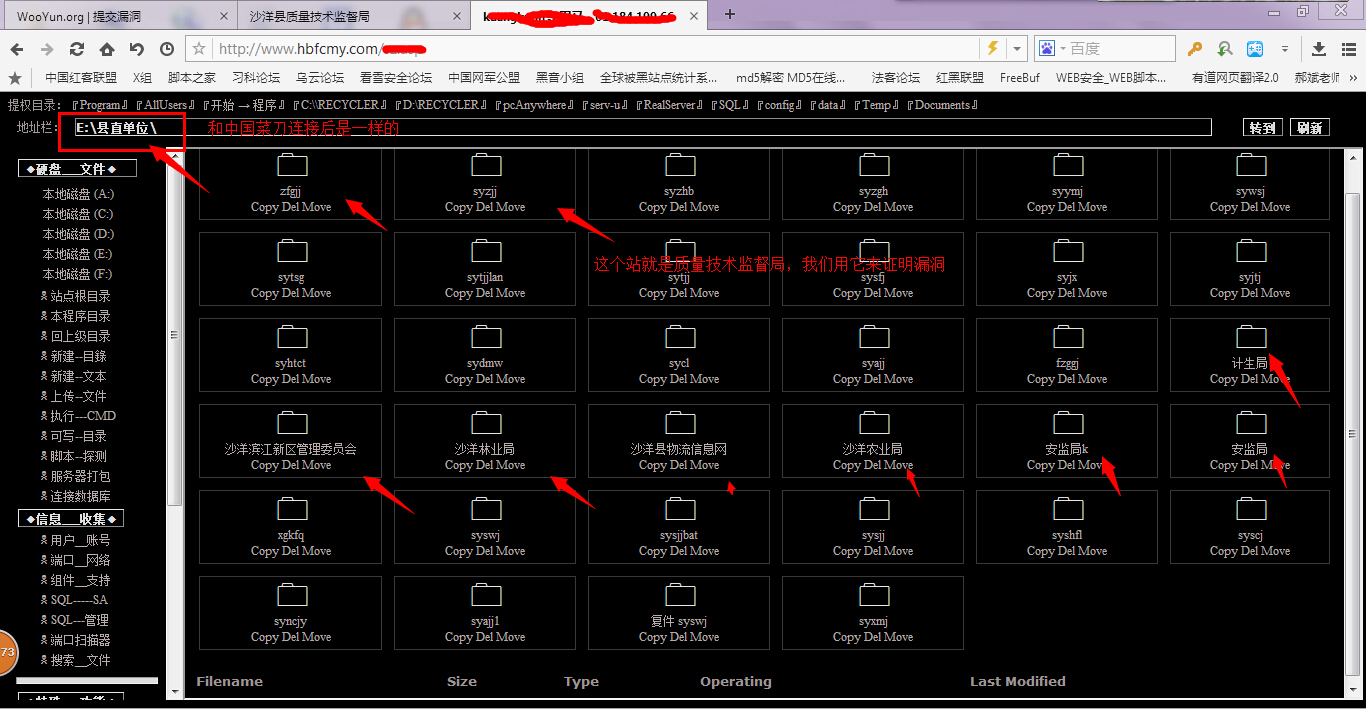 WooYun.org | 提交漏洞
沙洋县质量技术监督局
http://www.hbfcmy.com/
百度
中国红客联盟 X组 脚本之家 习科论坛 乌云论坛 看雪安全论坛 中国网军公盟 黑音小组 全球被黑站点统计系... md5解密 MD5在线... 法客论坛 红黑联盟 FreeBuf WEB安全_WEB脚本... 有道网页翻译2.0 郝斌老师
提权目录: 『Program』 『AllUsers』 『开始→程序』 『C:\\RECYCLER』 『D:\RECYCLER』 『pcAnywhere』 『serv-u』 『RealServer』 『SQL』 『config』 『data』 『Temp』 『Documents』
地址栏: E:\县直单位\ 和中国菜刀连接后是一样的 转到 刷新
◆硬盘___文件◆
本地磁盘 (A:)
本地磁盘 (C:)
本地磁盘 (D:)
本地磁盘 (E:)
本地磁盘 (F:)
站点根目录
本程序目录
回上级目录
新建--目錄
新建--文本
上传--文件
执行---CMD
可写--目录
脚本--探测
服务器打包
连接数据库
◆信息___收集◆
用户__账号
端口__网络
组件__支持
SQL-----SA
SQL---管理
端口扫描器
搜索__文件
73
zfgjj syzjj syzhb syzgh syymj sywsj
Copy Del Move Copy Del Move Copy Del Move Copy Del Move Copy Del Move Copy Del Move
这个站就是质量技术监督局，我们用它来证明漏洞
sytsg sytjjlan sytjj sysfj syjx syjtj
Copy Del Move Copy Del Move Copy Del Move Copy Del Move Copy Del Move Copy Del Move
syhtct sydmw sycl syajj fzggj 计生局
Copy Del Move Copy Del Move Copy Del Move Copy Del Move Copy Del Move Copy Del Move
沙洋滨江新区管理委员会 沙洋林业局 沙洋县物流信息网 沙洋农业局 安监局k 安监局
Copy Del Move Copy Del Move Copy Del Move Copy Del Move Copy Del Move Copy Del Move
xgkfq syswj sysjjbat sysjj syshfl syscj
Copy Del Move Copy Del Move Copy Del Move Copy Del Move Copy Del Move Copy Del Move
syncjy syajj1 复件 syswj syxmj
Copy Del Move Copy Del Move Copy Del Move Copy Del Move
Filename Size Type Operating Last Modified